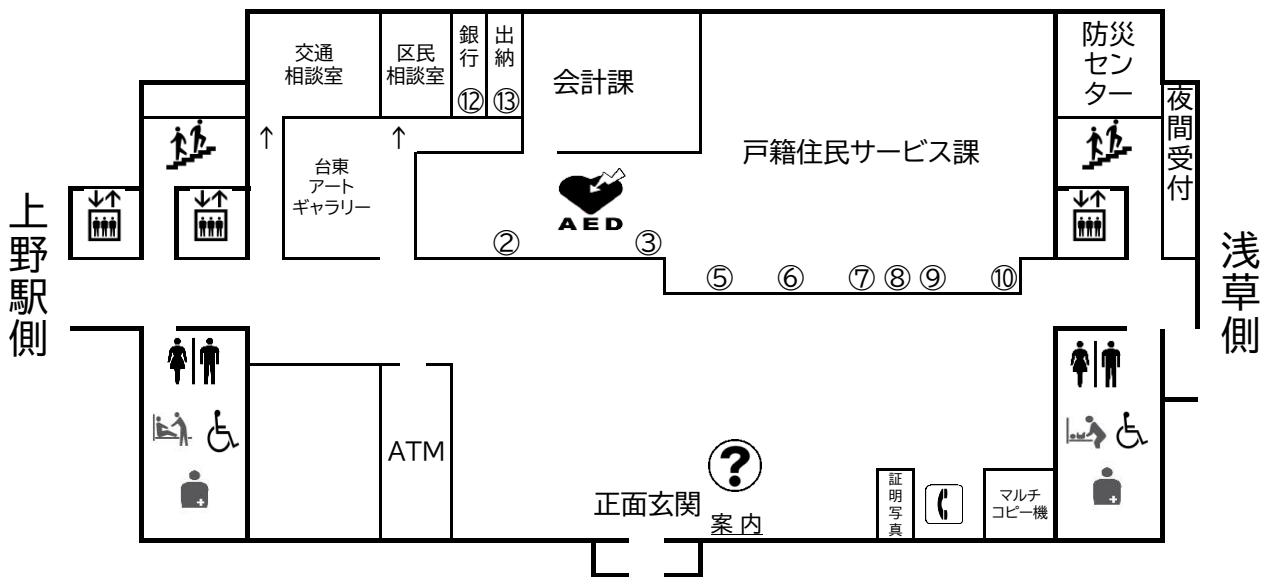 交通
相談室
区民
相談室
銀行
⑫
出納
⑬
会計課
戸籍住民サービス課
防災
セン
ター
夜間受付
↑
↑
台東
アート
ギャラリー
AED
②
③
⑤
⑥
⑦
⑧
⑨
⑩
上野駅側
浅草側
ATM
?
正面玄関
案内
証明写真
マルチ
コピー機